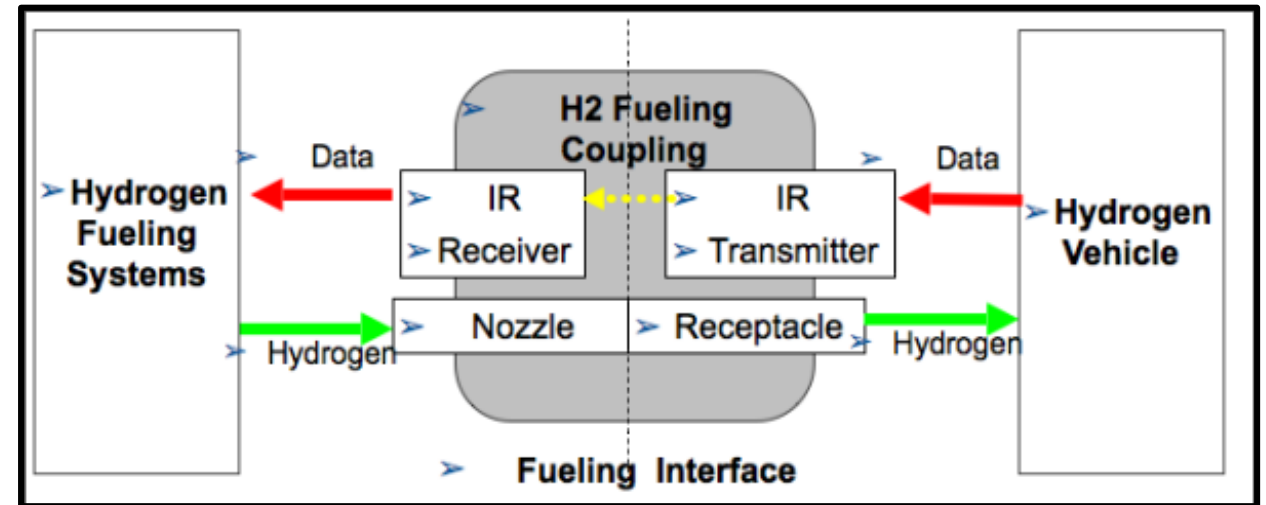 H2 Fueling
Coupling
Data
Data
Hydrogen
Fueling
Systems
IR
Receiver
IR
Transmitter
Hydrogen
Vehicle
Nozzle
Receptacle
Hydrogen
Hydrogen
Fueling Interface